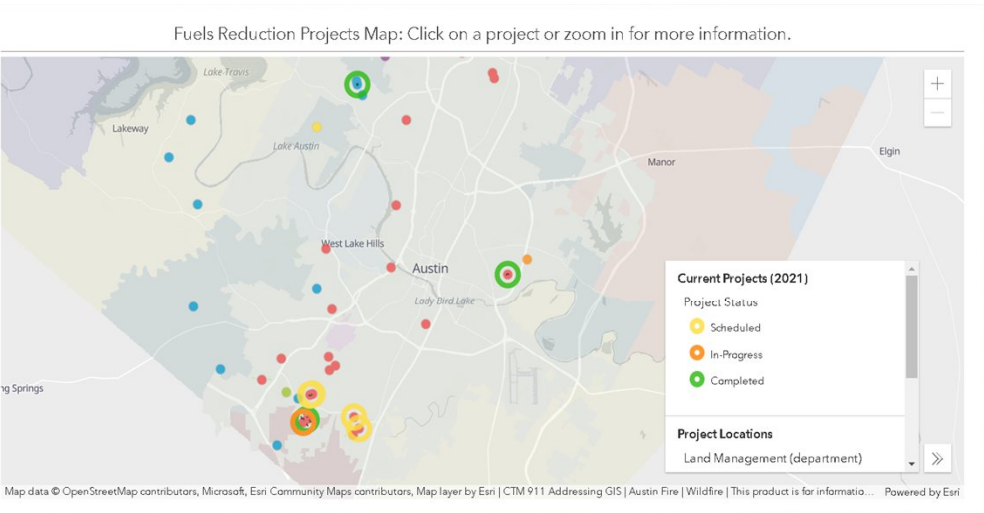 Fuels Reduction Projects Map: Click on a project or zoom in for more information.
Lake Travis
Lakeway
Lake Austin
Manor
Elgin
West Lake Hills
Austin
Lady Bird Lake
ng Springs
Current Projects (2021)
Project Status
Scheduled
In-Progress
Completed
Project Locations
Land Management (department)
Map data © OpenStreetMap contributors, Microsoft, Esri Community Maps contributors, Map layer by Esri | CTM 911 Addressing GIS | Austin Fire | Wildfire | This product is for informatio... Powered by Esri